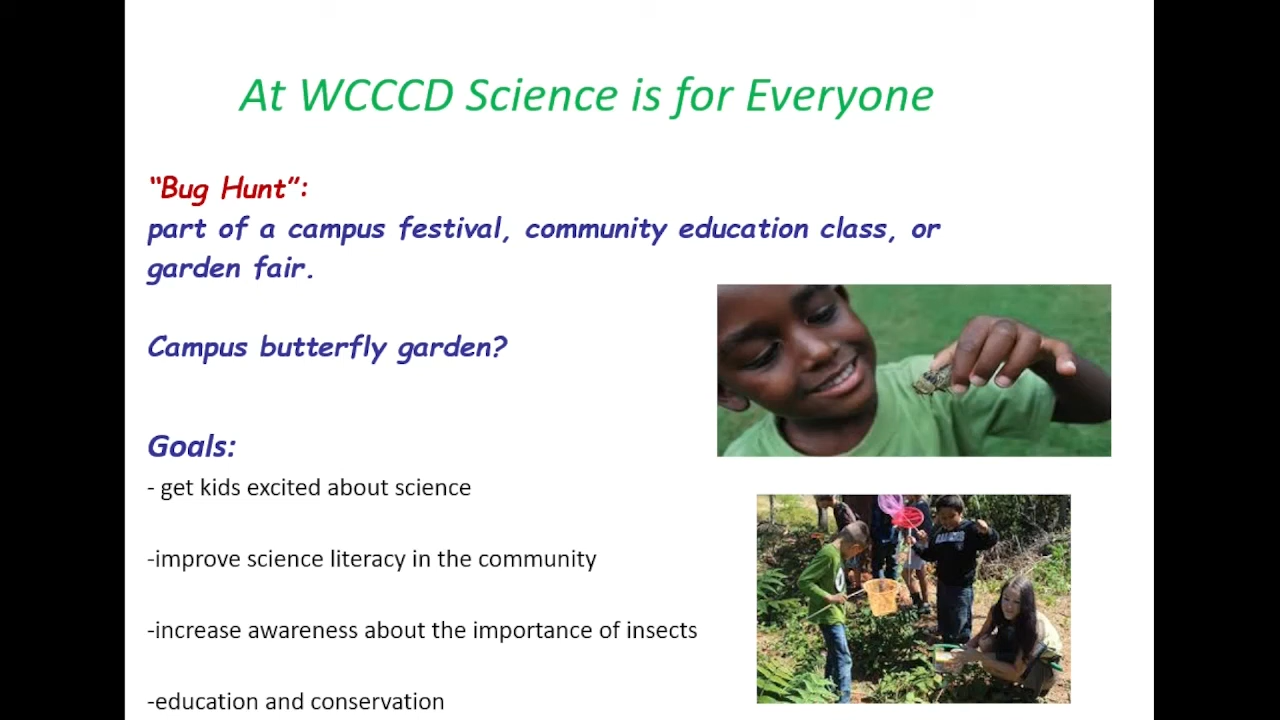 At WCCCD Science is for Everyone
“Bug Hunt”:
part of a campus festival, community education class, or
garden fair.
Campus butterfly garden?
Goals:
- get kids excited about science
-improve science literacy in the community
-increase awareness about the importance of insects
-education and conservation